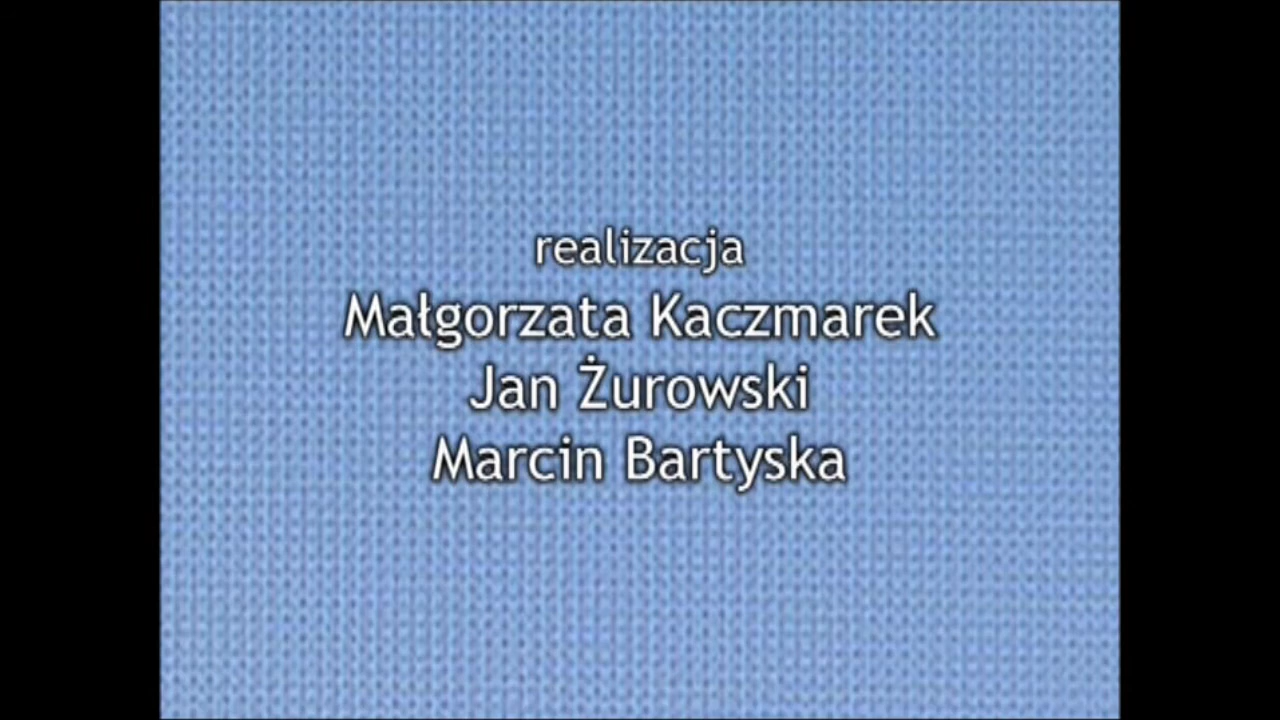 realizacja
Małgorzata Kaczmarek
Jan Żurowski
Marcin Bartyska